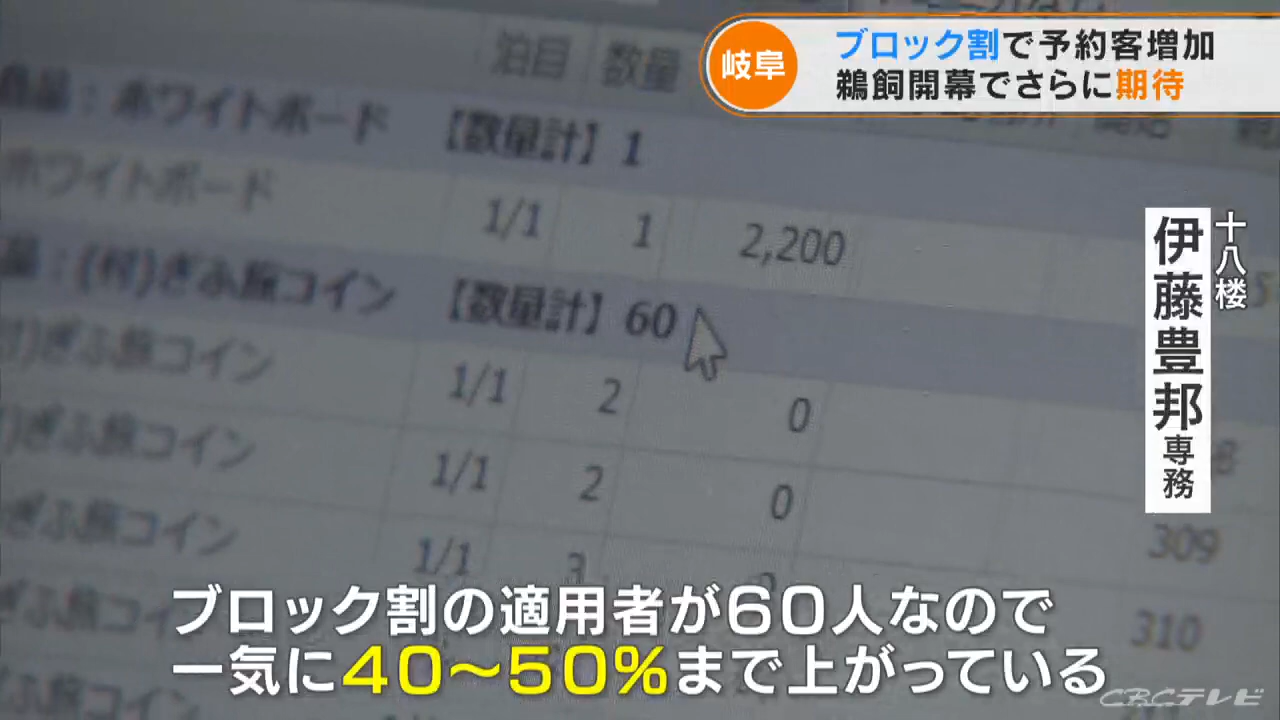 岐阜
ブロック割で予約客増加
鵜飼開幕でさらに期待
十八楼
伊藤豊邦専務
泊目 数量
ホワイトボード 【数量計】 1
ホワイトボード 1/1 1 2,200
(付)ぎふ旅コイン 【数量計】 60
付)ぎふ旅コイン 1/1 2 0
)ぎふ旅コイン 1/1 2 0
309
ぎふ旅コイン 1/1 3
310
ブロック割の適用者が60人なので
一気に40〜50%まで上がっている
CBCテレビ